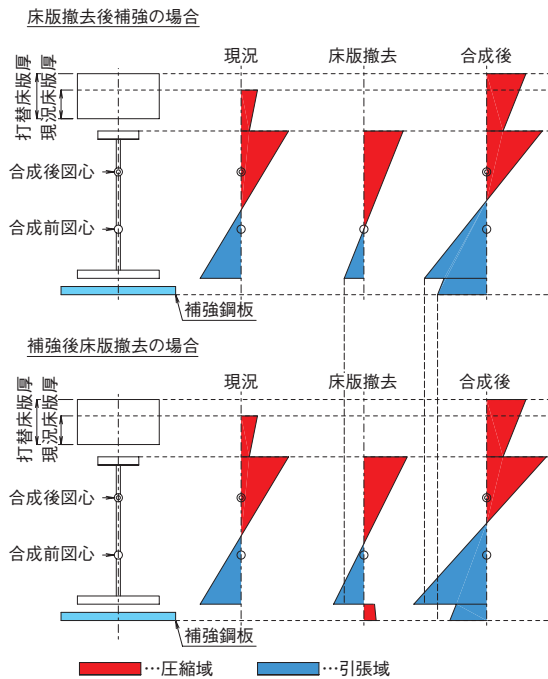 床版撤去後補強の場合
現況
床版撤去
合成後
打替床版厚
現況床版厚
合成後図心
合成前図心
補強鋼板
補強後床版撤去の場合
現況
床版撤去
合成後
打替床版厚
現況床版厚
合成後図心
合成前図心
補強鋼板
…圧縮域
…引張域